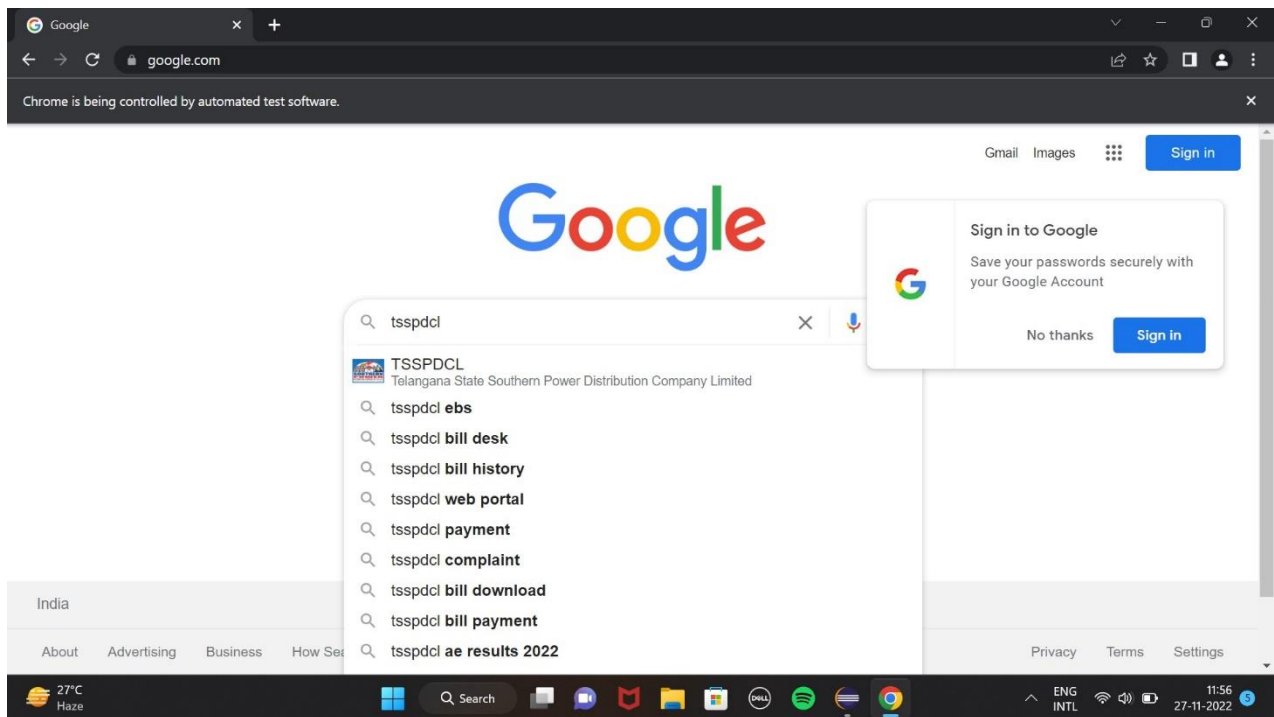 Google
google.com
Chrome is being controlled by automated test software.
Gmail Images Sign in
Google
Sign in to Google
Save your passwords securely with
your Google Account
No thanks Sign in
tsspdcl
TSSPDCL
Telangana State Southern Power Distribution Company Limited
tsspdcl ebs
tsspdcl bill desk
tsspdcl bill history
tsspdcl web portal
tsspdcl payment
tsspdcl complaint
tsspdcl bill download
tsspdcl bill payment
tsspdcl ae results 2022
India
About Advertising Business How Sea Privacy Terms Settings
27°C
Haze
Search
DELL
ENG
INTL
11:56
27-11-2022
5